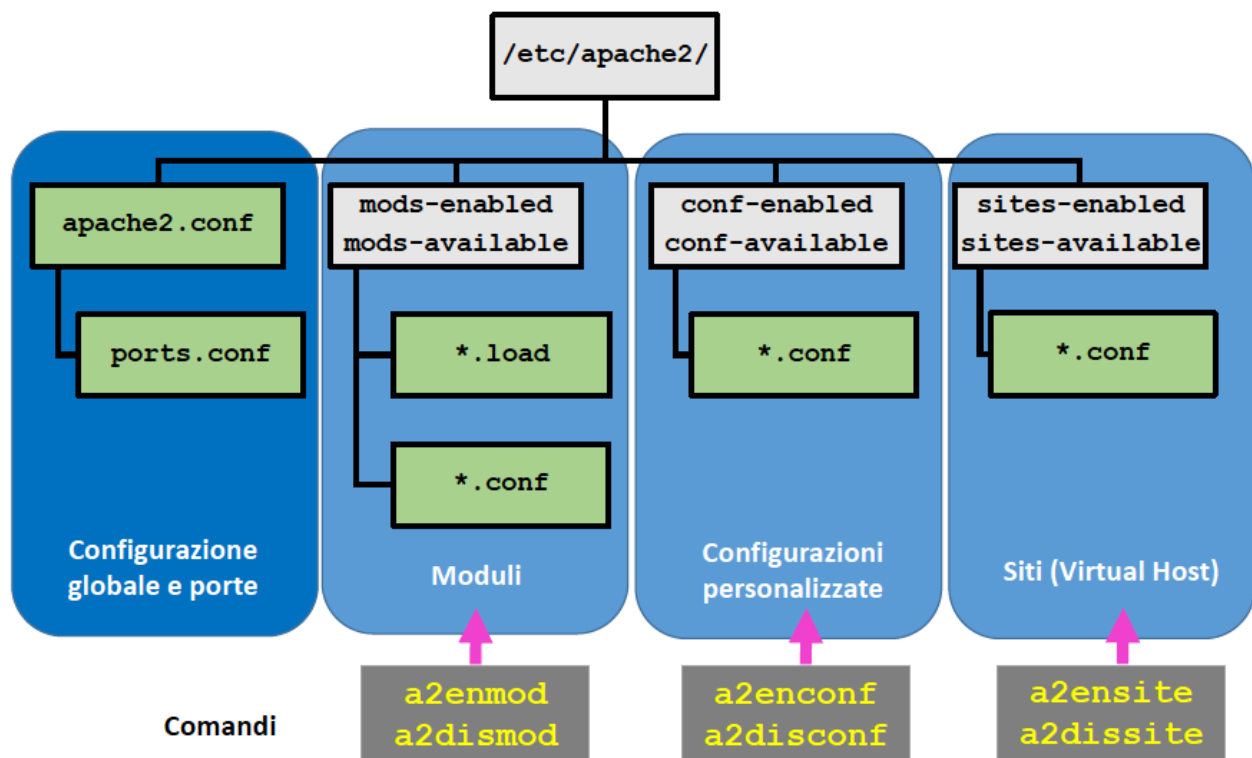 /etc/apache2/
apache2.conf
ports.conf
Configurazione
globale e porte
mods-enabled
mods-available
*.load
*.conf
Moduli
conf-enabled
conf-available
*.conf
Configurazioni
personalizzate
sites-enabled
sites-available
*.conf
Siti (Virtual Host)
Comandi
a2enmod
a2dismod
a2enconf
a2disconf
a2ensite
a2dissite